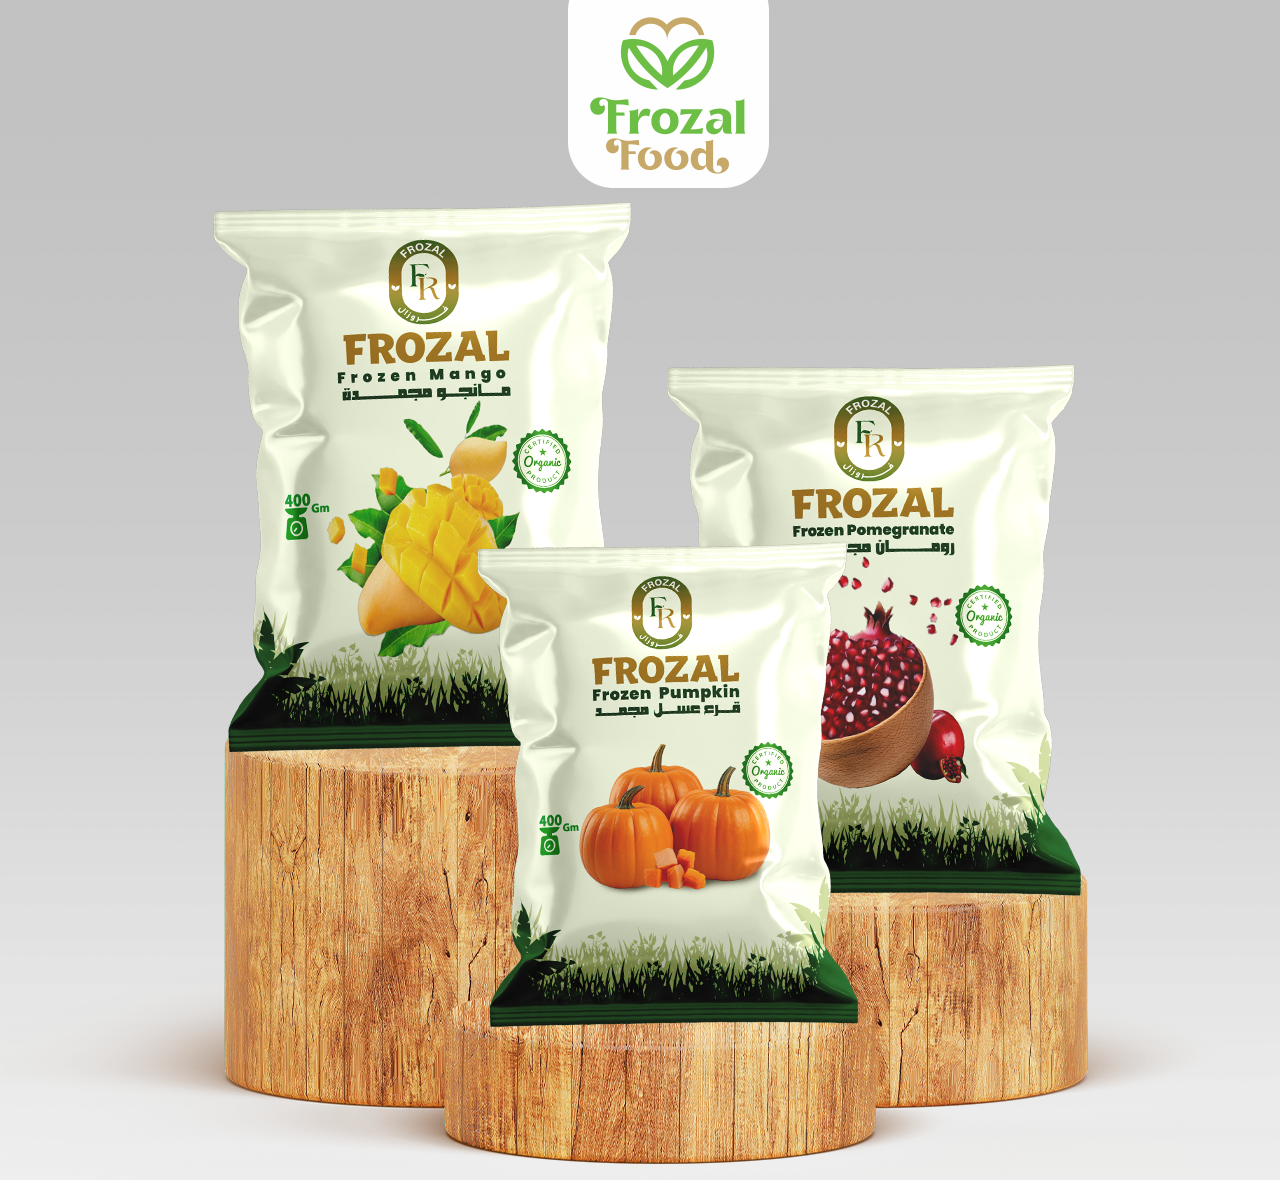 Frozal
Food
FROZAL
FR
فروزال
FROZAL
Frozen Mango
مانجو مجمدة
CERTIFIED
Organic
PRODUCT
400 Gm
FROZAL
FR
فروزال
FROZAL
Frozen Pomegranate
رومان
CERTIFIED
Organic
PRODUCT
FROZAL
FR
فروزال
FROZAL
Frozen Pumpkin
قرع عسل مجمد
CERTIFIED
Organic
PRODUCT
400 Gm